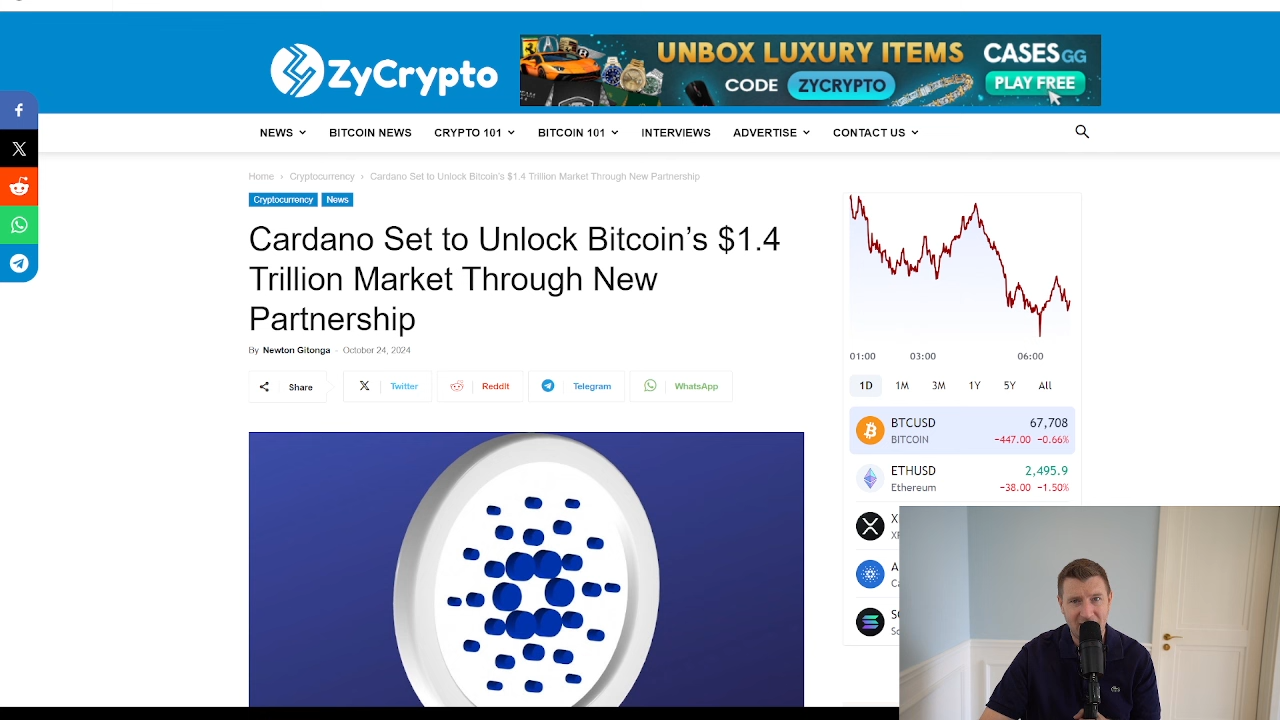 ZyCrypto
UNBOX LUXURY ITEMS
CODE ZYCRYPTO
CASESGG
PLAY FREE
NEWS
BITCOIN NEWS
CRYPTO 101
BITCOIN 101
INTERVIEWS
ADVERTISE
CONTACT US
Home › Cryptocurrency › Cardano Set to Unlock Bitcoin's $1.4 Trillion Market Through New Partnership
Cryptocurrency
News
Cardano Set to Unlock Bitcoin’s $1.4
Trillion Market Through New
Partnership
By Newton Gitonga - October 24, 2024
Share
Twitter
ReddIt
Telegram
WhatsApp
01:00
03:00
06:00
1D
1M
3M
1Y
5Y
All
BTCUSD 67,708
BITCOIN −447.00 −0.66%
ETHUSD 2,495.9
Ethereum −38.00 −1.50%